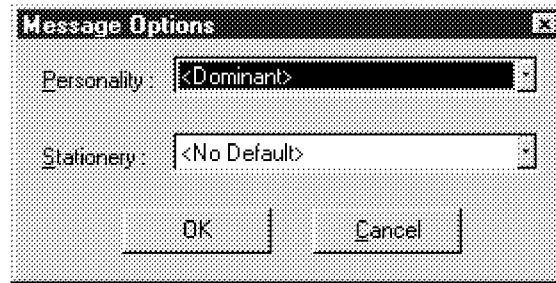 Message Options
Personality : <Dominant>
Stationery : <No Default>
OK Cancel